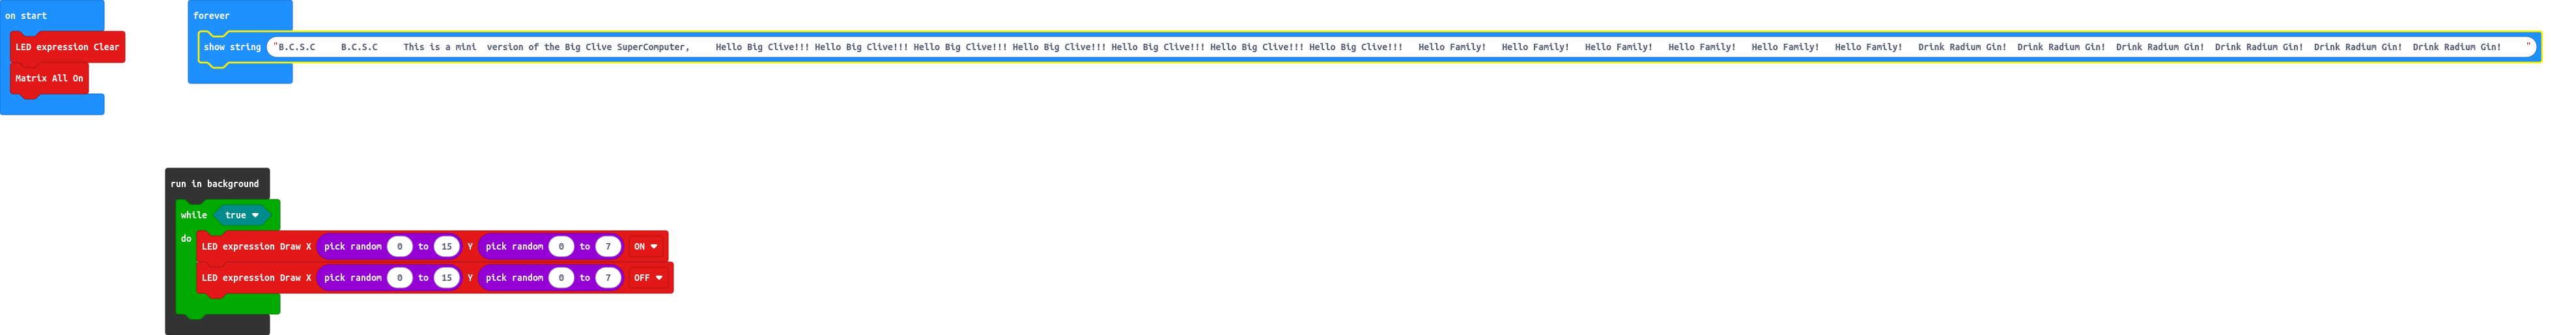 on start
LED expression Clear
Matrix All On
forever
show string "B.C.S.C     B.C.S.C     This is a mini  version of the Big Clive SuperComputer,     Hello Big Clive!!! Hello Big Clive!!! Hello Big Clive!!! Hello Big Clive!!! Hello Big Clive!!! Hello Big Clive!!! Hello Big Clive!!!   Hello Family!   Hello Family!   Hello Family!   Hello Family!   Hello Family!   Hello Family!   Drink Radium Gin!  Drink Radium Gin!  Drink Radium Gin!  Drink Radium Gin!  Drink Radium Gin!  Drink Radium Gin!     "
run in background
while true
do
LED expression Draw X pick random 0 to 15 Y pick random 0 to 7 ON
LED expression Draw X pick random 0 to 15 Y pick random 0 to 7 OFF